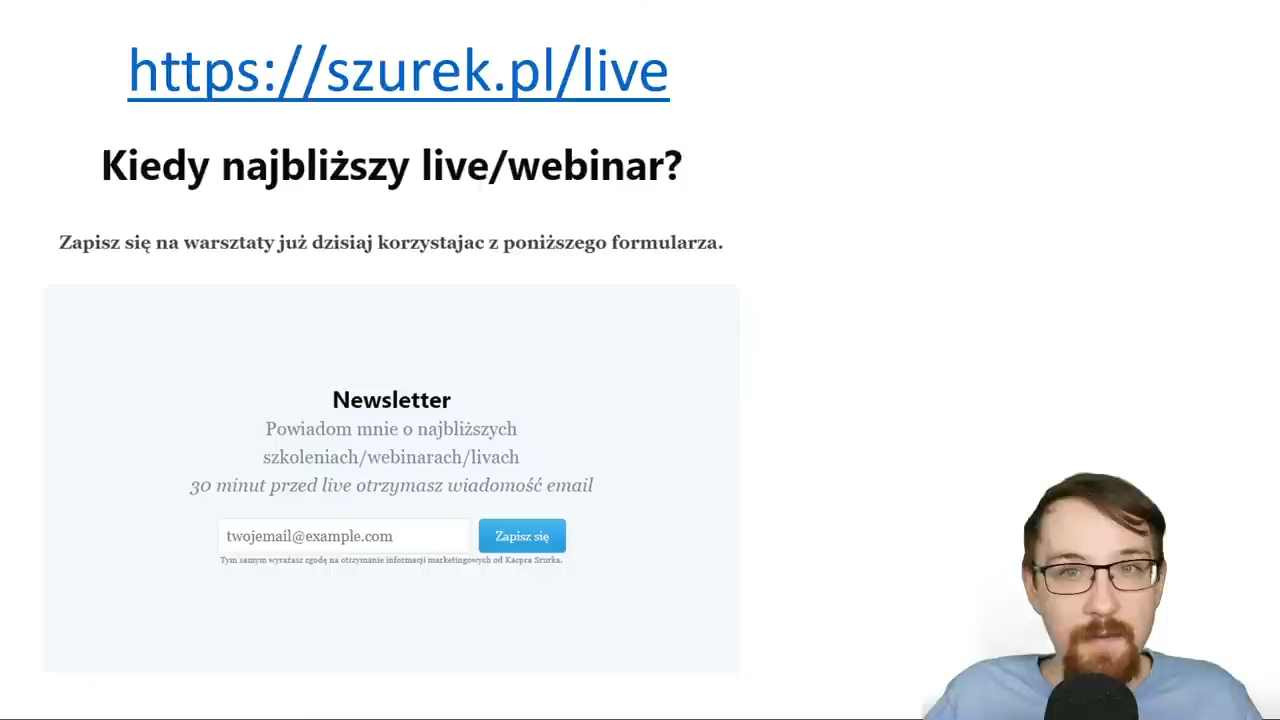 https://szurek.pl/live
Kiedy najbliższy live/webinar?
Zapisz się na warsztaty już dzisiaj korzystajac z poniższego formularza.
Newsletter
Powiadom mnie o najbliższych
szkoleniach/webinarach/livach
30 minut przed live otrzymasz wiadomość email
twojemail@example.com
Zapisz się
Tym samym wyrażasz zgodę na otrzymanie informacji marketingowych od Kacpra Szurka.